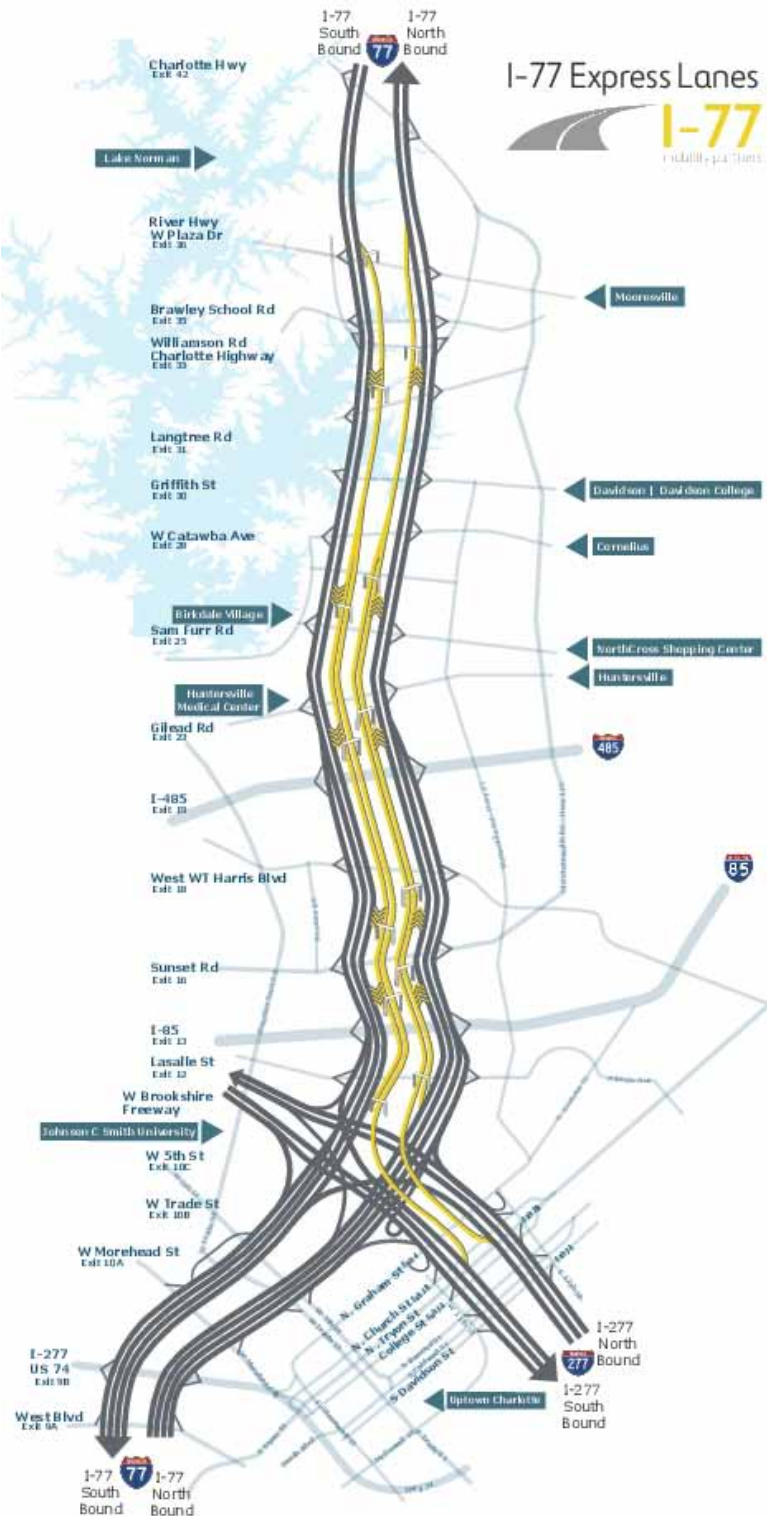 I-77
South
Bound
77
I-77
North
Bound
I-77 Express Lanes
I-77
mobility partners
Charlotte Hwy
Exit 42
Lake Norman
River Hwy
W Plaza Dr
Exit 36
Mooresville
Brawley School Rd
Exit 35
Williamson Rd
Charlotte Highway
Exit 33
Langtree Rd
Exit 31
Griffith St
Exit 30
Davidson | Davidson College
W Catawba Ave
Exit 28
Cornelius
Birkdale Village
Sam Furr Rd
Exit 25
NorthCross Shopping Center
Huntersville
Huntersville
Medical Center
Gilead Rd
Exit 23
485
I-485
Exit 19
85
West WT Harris Blvd
Exit 18
Sunset Rd
Exit 16
I-85
Exit 13
Lasalle St
Exit 12
W Brookshire
Freeway
Johnson C Smith University
W 5th St
Exit 10C
W Trade St
Exit 10B
W Morehead St
Exit 10A
N. Graham St
N. Church St
N. Tryon St
College St
S Davidson St
I-277
North
Bound
277
I-277
South
Bound
I-277
US 74
Exit 9B
Uptown Charlotte
West Blvd
Exit 9A
I-77
South
Bound
77
I-77
North
Bound